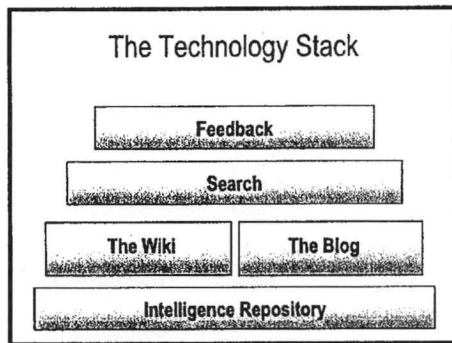 The Technology Stack
Feedback
Search
The Wiki The Blog
Intelligence Repository